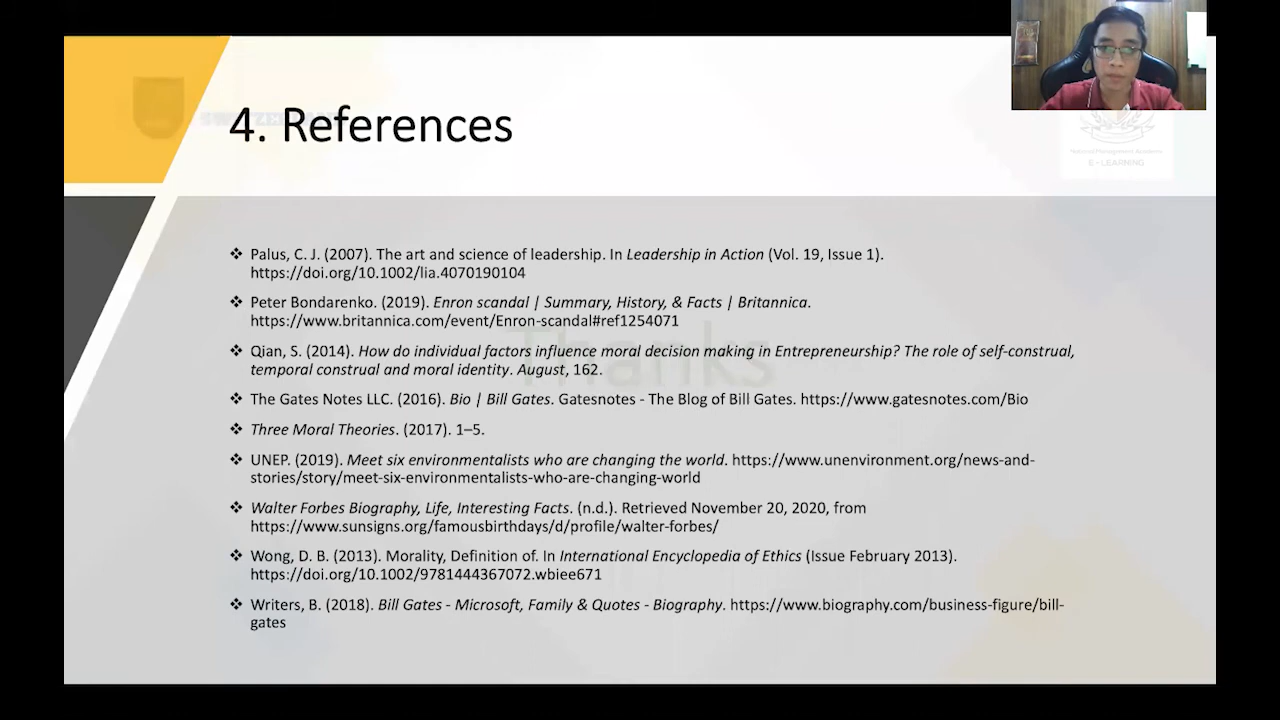 4. References
National Management Academy
E - LEARNING
❖ Palus, C. J. (2007). The art and science of leadership. In Leadership in Action (Vol. 19, Issue 1).
https://doi.org/10.1002/lia.4070190104
❖ Peter Bondarenko. (2019). Enron scandal | Summary, History, & Facts | Britannica.
https://www.britannica.com/event/Enron-scandal#ref1254071
❖ Qian, S. (2014). How do individual factors influence moral decision making in Entrepreneurship? The role of self-construal,
temporal construal and moral identity. August, 162.
Thanks
❖ The Gates Notes LLC. (2016). Bio | Bill Gates. Gatesnotes - The Blog of Bill Gates. https://www.gatesnotes.com/Bio
❖ Three Moral Theories. (2017). 1–5.
❖ UNEP. (2019). Meet six environmentalists who are changing the world. https://www.unenvironment.org/news-and-
stories/story/meet-six-environmentalists-who-are-changing-world
❖ Walter Forbes Biography, Life, Interesting Facts. (n.d.). Retrieved November 20, 2020, from
https://www.sunsigns.org/famousbirthdays/d/profile/walter-forbes/
❖ Wong, D. B. (2013). Morality, Definition of. In International Encyclopedia of Ethics (Issue February 2013).
https://doi.org/10.1002/9781444367072.wbiee671
❖ Writers, B. (2018). Bill Gates - Microsoft, Family & Quotes - Biography. https://www.biography.com/business-figure/bill-
gates